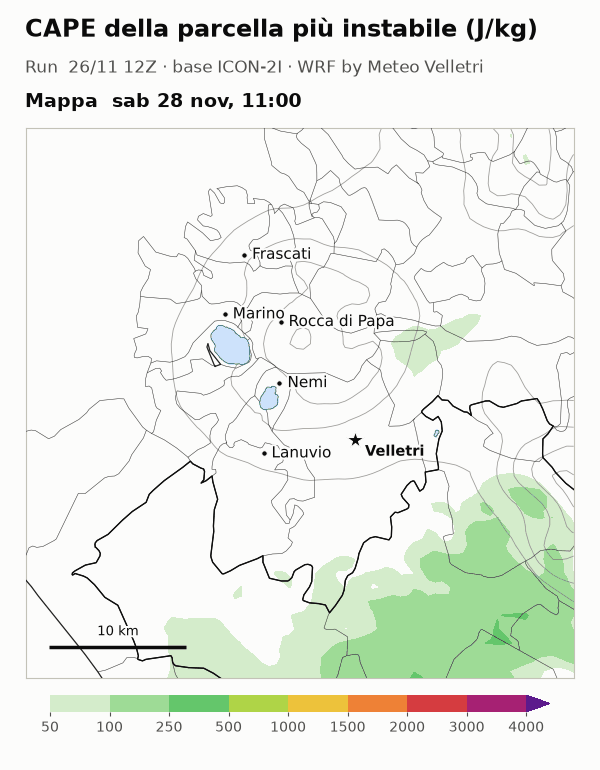 CAPE della parcella più instabile (J/kg)
Run  26/11 12Z · base ICON-2I · WRF by Meteo Velletri
Mappa  sab 28 nov, 11:00
Frascati
Marino
Rocca di Papa
Nemi
Velletri
Lanuvio
10 km
50 100 250 500 1000 1500 2000 3000 4000